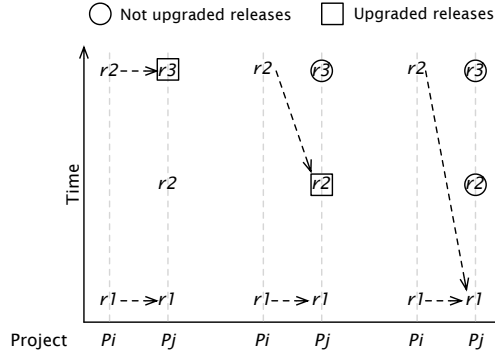 Not upgraded releases Upgraded releases
r2 r3 r2 r3 r2 r3
Time
r2 r2 r2
r1 r1 r1 r1 r1 r1
Project Pi Pj Pi Pj Pi Pj